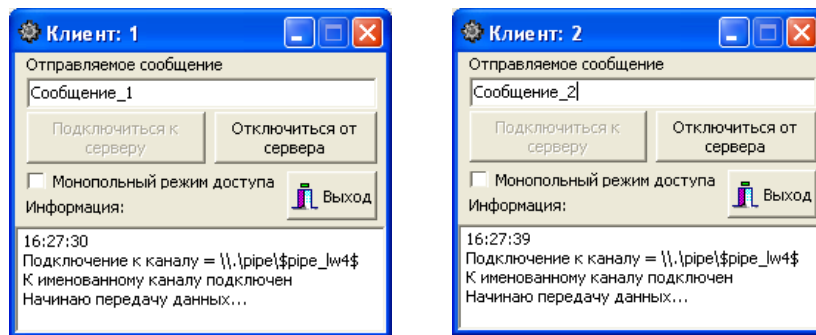 Клиент: 1
Отправляемое сообщение
Сообщение_1
Подключиться к
серверу
Отключиться от
сервера
Монопольный режим доступа
Выход
Информация:
16:27:30
Подключение к каналу = \\.\pipe\$pipe_lw4$
К именованному каналу подключен
Начинаю передачу данных...
Клиент: 2
Отправляемое сообщение
Сообщение_2
Подключиться к
серверу
Отключиться от
сервера
Монопольный режим доступа
Выход
Информация:
16:27:39
Подключение к каналу = \\.\pipe\$pipe_lw4$
К именованному каналу подключен
Начинаю передачу данных...